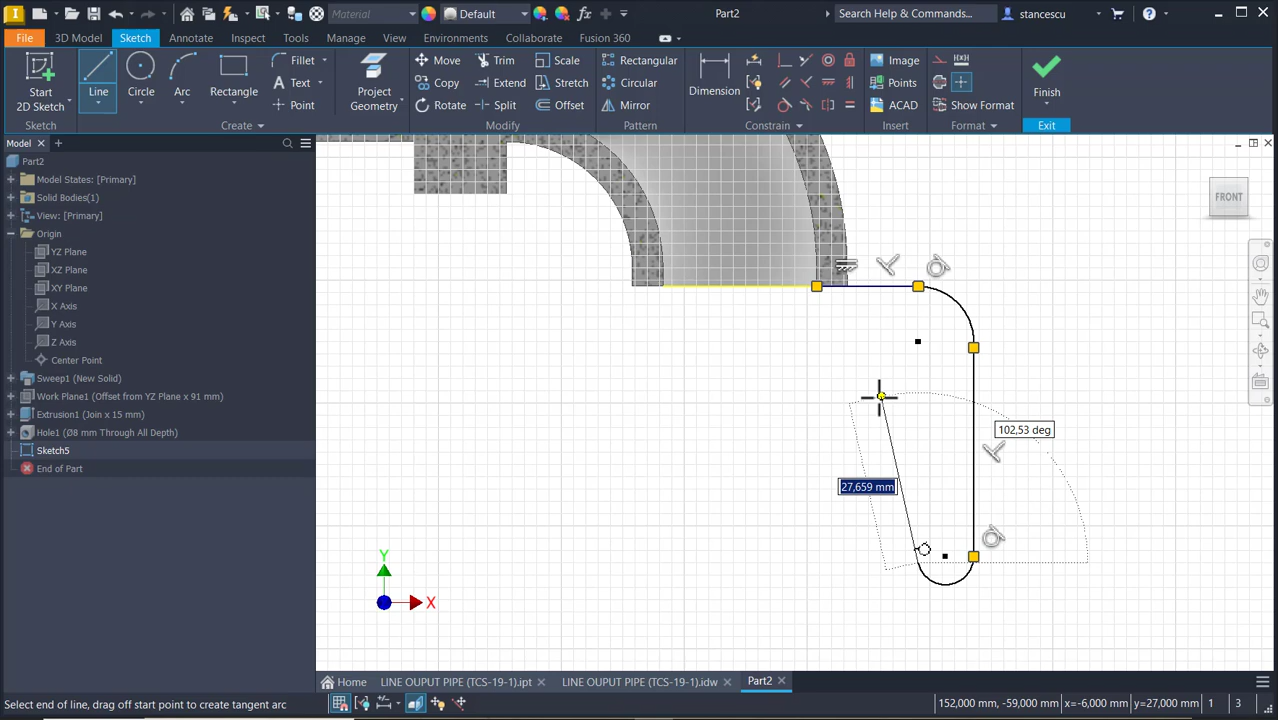 Material
Default
Part2
Search Help & Commands...
stancescu
File
3D Model
Sketch
Annotate
Inspect
Tools
Manage
View
Environments
Get Started
Collaborate
Fusion 360
Start
2D Sketch
Line
Circle
Arc
Rectangle
Fillet
Text
Point
Project
Geometry
Move
Copy
Rotate
Trim
Extend
Split
Scale
Stretch
Offset
Rectangular
Circular
Mirror
Dimension
Image
Points
ACAD
Show Format
Finish
Sketch
Create
Modify
Pattern
Constrain
Insert
Format
Exit
Model
Part2
Model States: [Primary]
Solid Bodies(1)
View: [Primary]
Origin
YZ Plane
XZ Plane
XY Plane
X Axis
Y Axis
Z Axis
Center Point
Sweep1 (New Solid)
Work Plane1 (Offset from YZ Plane x 91 mm)
Extrusion1 (Join x 15 mm)
Hole1 (Ø8 mm Through All Depth)
Sketch5
End of Part
FRONT
102,53 deg
27,659 mm
Y
X
Home
LINE OUPUT PIPE (TCS-19-1).ipt
LINE OUPUT PIPE (TCS-19-1).idw
Part2
Select end of line, drag off start point to create tangent arc
152,000 mm, -59,000 mm
x=-6,000 mm
y=27,000 mm
1
3